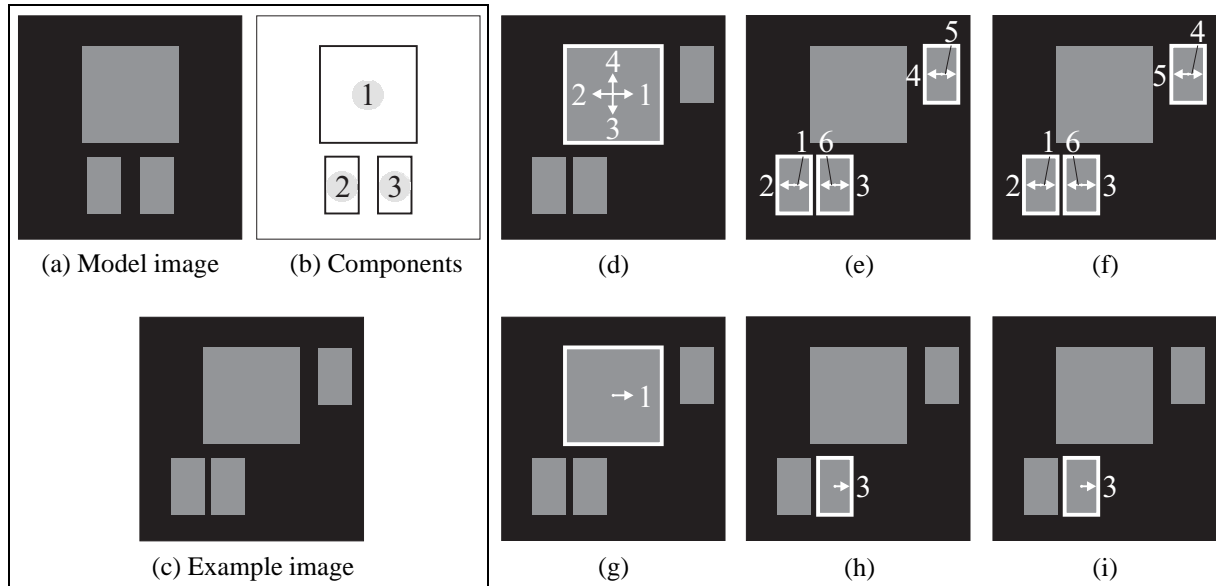 1
2 3
(a) Model image (b) Components
(c) Example image
4
2 1
3
(d)
5
4
1 6
2 3
(e)
4
5
1 6
2 3
(f)
1
(g)
3
(h)
3
(i)